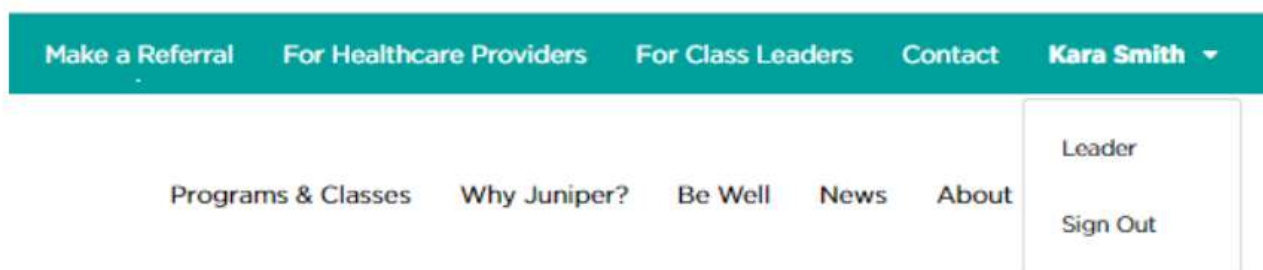 Make a Referral For Healthcare Providers For Class Leaders Contact Kara Smith
Leader
Programs & Classes Why Juniper? Be Well News About
Sign Out